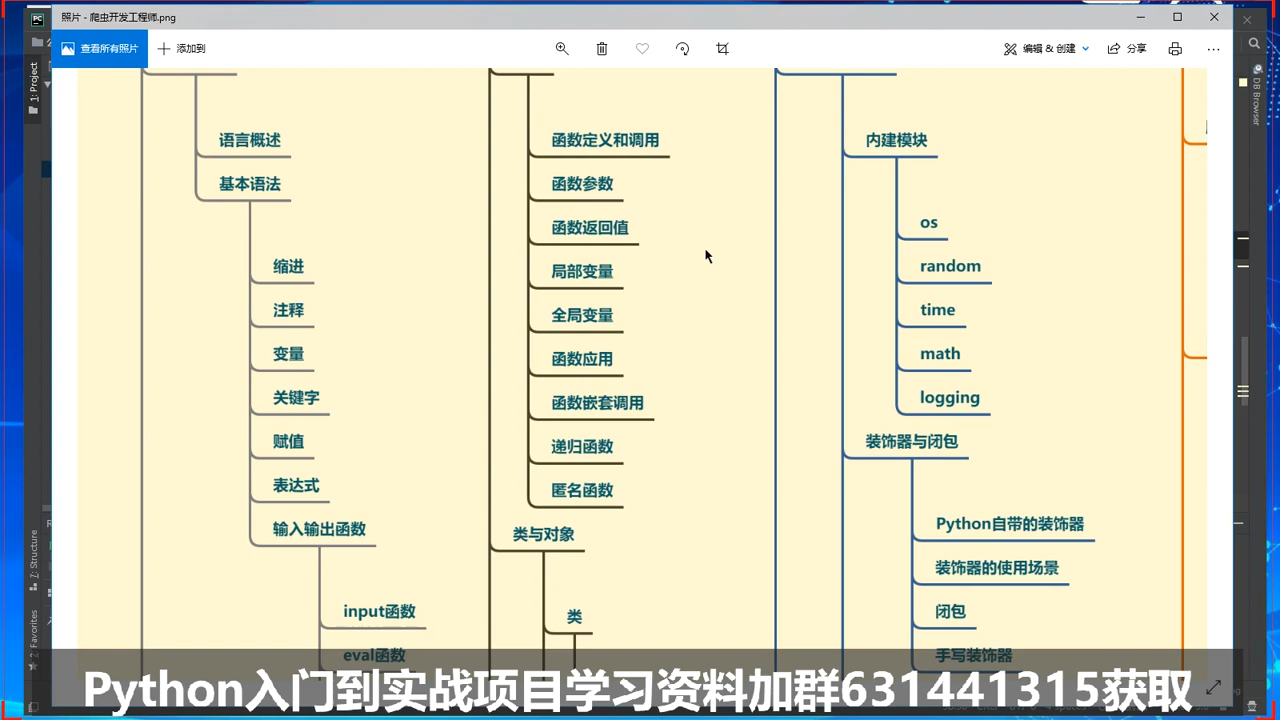 照片 - 爬虫开发工程师.png
查看所有照片
添加到
编辑 & 创建
分享
1: Project
DB Browser
语言概述
基本语法
缩进
注释
变量
关键字
赋值
表达式
输入输出函数
input函数
eval函数
函数定义和调用
函数参数
函数返回值
局部变量
全局变量
函数应用
函数嵌套调用
递归函数
匿名函数
类与对象
类
内建模块
os
random
time
math
logging
装饰器与闭包
Python自带的装饰器
装饰器的使用场景
闭包
手写装饰器
7: Structure
2: Favorites
Python入门到实战项目学习资料加群631441315获取